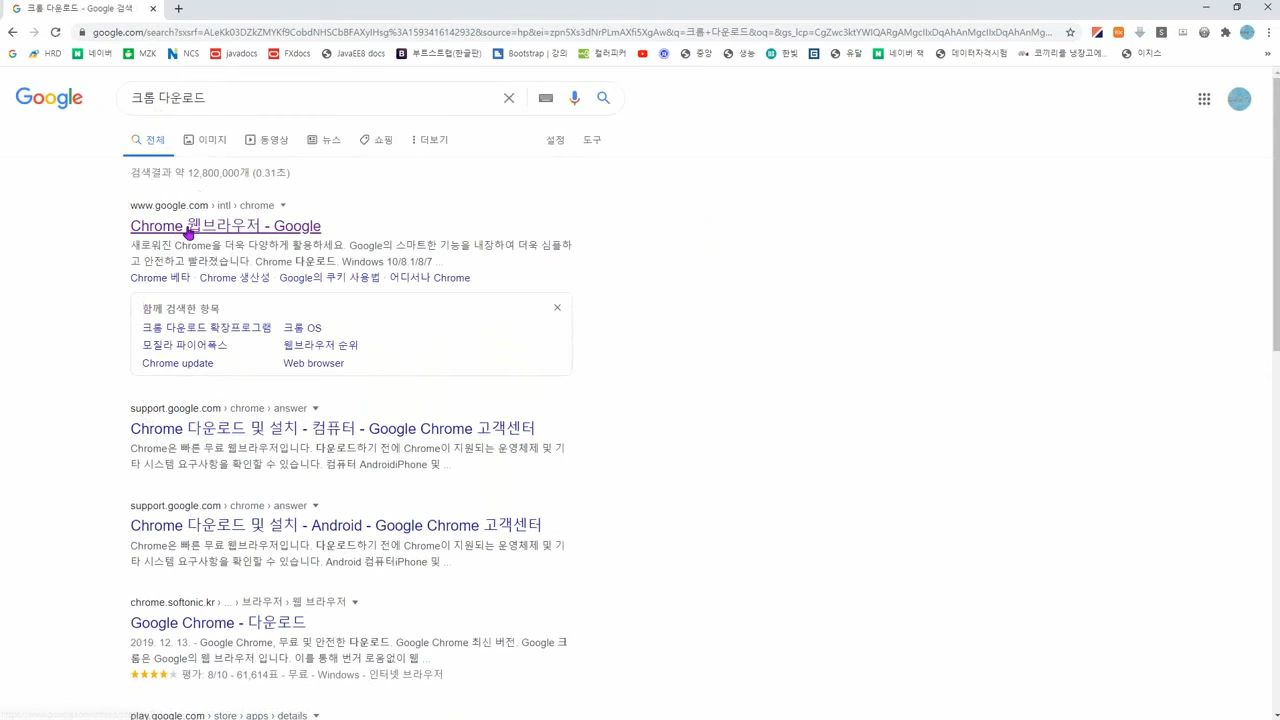 크롬 다운로드 - Google 검색
google.com/search?sxsrf=ALeKk03DZkZMYKf9CobdNHSCbBFAXyIHsg%3A1593416142932&source=hp&ei=zpn5Xs3dNrPLmAXfi5XgAw&q=크롬+다운로드&oq=&gs_lcp=CgZwc3ktYWIQARgAMgcIIxDqAhAnMgcIIxDqAhAnMgcIIxDqAhAnMg...
HRD 네이버 MZK NCS javadocs FXdocs JavaEE8 docs 부트스트랩(한글판) Bootstrap | 강의 컬러피커 중앙 생능 한빛 유달 네이버 책 데이터자격시험 코끼리를 냉장고에... 이지스 »
Google 크롬 다운로드
전체 이미지 동영상 뉴스 쇼핑 더보기 설정 도구
검색결과 약 12,800,000개 (0.31초)
www.google.com › intl › chrome
Chrome 웹브라우저 - Google
새로워진 Chrome을 더욱 다양하게 활용하세요. Google의 스마트한 기능을 내장하여 더욱 심플하
고 안전하고 빨라졌습니다. Chrome 다운로드. Windows 10/8.1/8/7 ...
Chrome 베타 · Chrome 생산성 · Google의 쿠키 사용법 · 어디서나 Chrome
함께 검색한 항목
크롬 다운로드 확장프로그램 크롬 OS
모질라 파이어폭스 웹브라우저 순위
Chrome update Web browser
support.google.com › chrome › answer
Chrome 다운로드 및 설치 - 컴퓨터 - Google Chrome 고객센터
Chrome은 빠른 무료 웹브라우저입니다. 다운로드하기 전에 Chrome이 지원되는 운영체제 및 기
타 시스템 요구사항을 확인할 수 있습니다. 컴퓨터 AndroidiPhone 및 ...
support.google.com › chrome › answer
Chrome 다운로드 및 설치 - Android - Google Chrome 고객센터
Chrome은 빠른 무료 웹브라우저입니다. 다운로드하기 전에 Chrome이 지원되는 운영체제 및 기
타 시스템 요구사항을 확인할 수 있습니다. Android 컴퓨터iPhone 및 ...
chrome.softonic.kr › ... › 브라우저 › 웹 브라우저
Google Chrome - 다운로드
2019. 12. 13. - Google Chrome, 무료 및 안전한 다운로드. Google Chrome 최신 버전. Google 크
롬은 Google의 웹 브라우저 입니다. 이를 통해 번거 로움없이 웹 ...
★★★★★ 평가: 8/10 - 61,614표 - 무료 - Windows - 인터넷 브라우저
play.google.com › store › apps › details